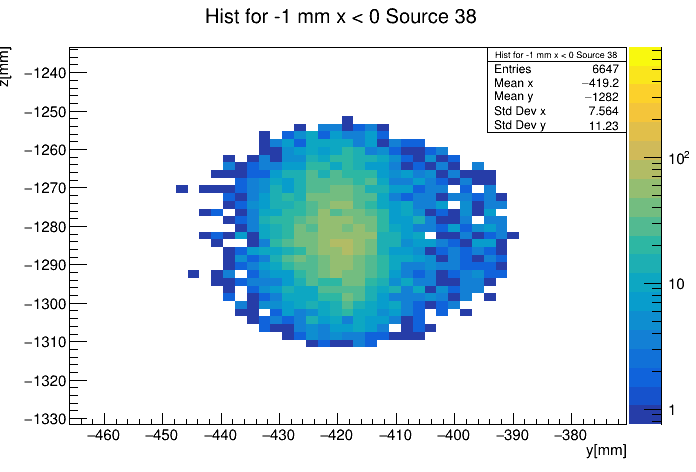 Hist for -1 mm x < 0 Source 38
z[mm]
Hist for -1 mm x < 0 Source 38
Entries 6647
Mean x −419.2
Mean y −1282
Std Dev x 7.564
Std Dev y 11.23
−1240
−1250
−1260
−1270
−1280
−1290
−1300
−1310
−1320
−1330
−460 −450 −440 −430 −420 −410 −400 −390 −380
y[mm]
10²
10
1